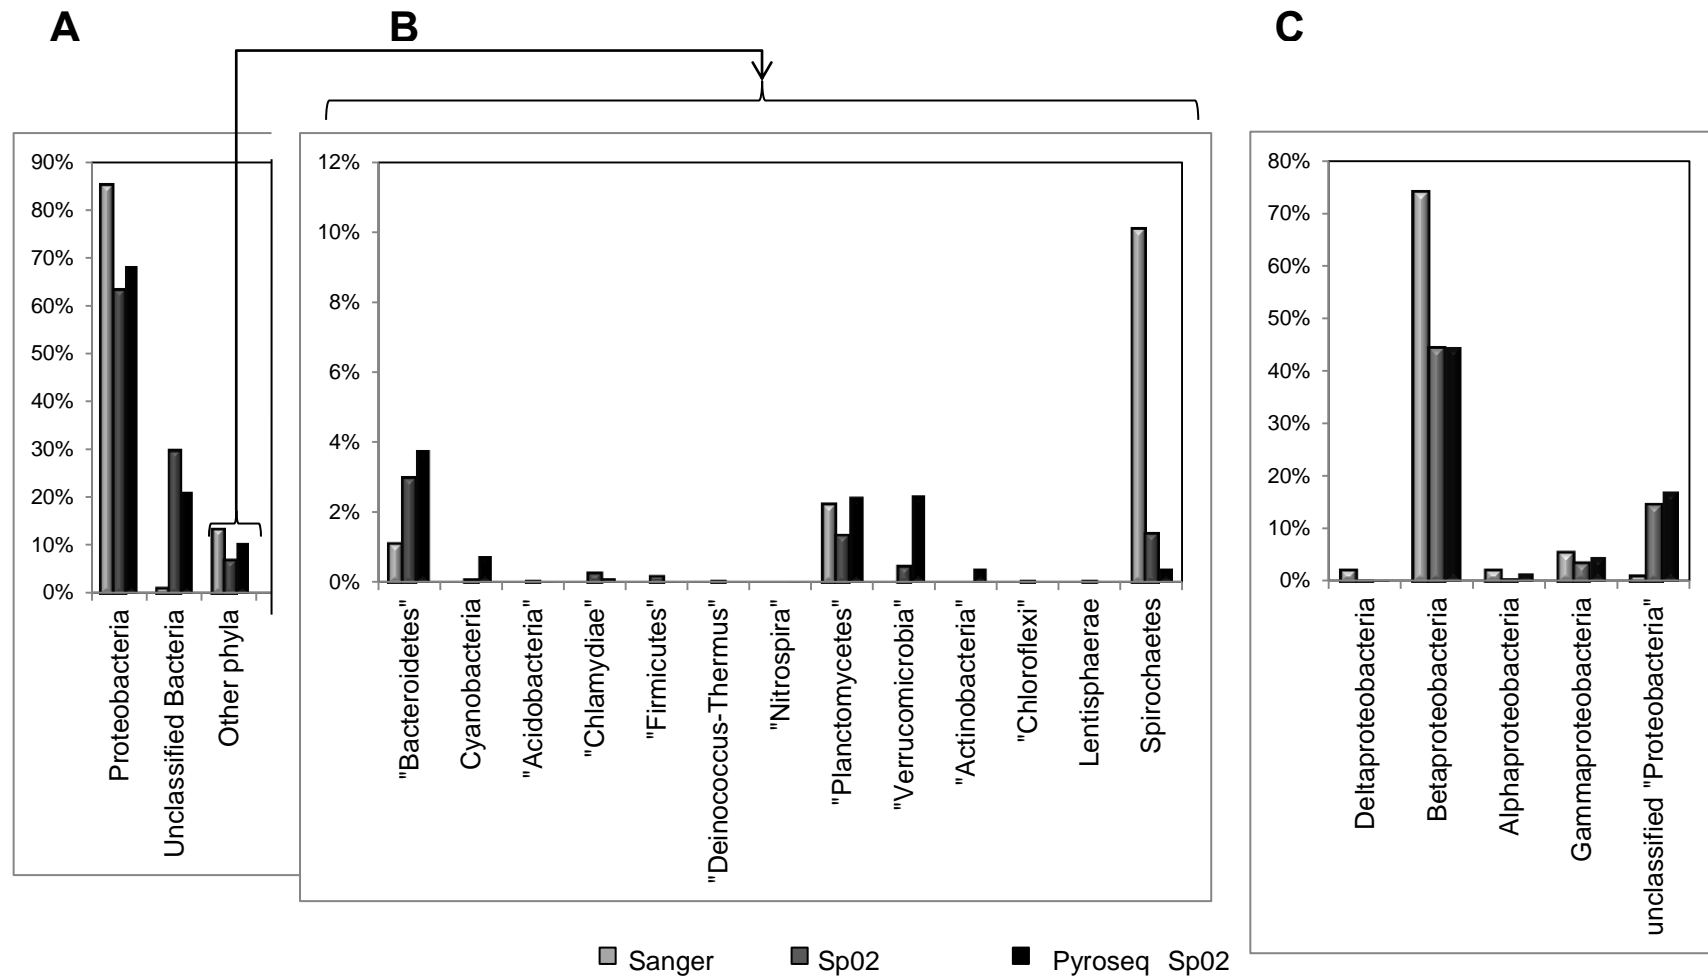 A
B
C
90%
80%
70%
60%
50%
40%
30%
20%
10%
0%
Proteobacteria
Unclassified Bacteria
Other phyla
12%
10%
8%
6%
4%
2%
0%
"Bacteroidetes"
Cyanobacteria
"Acidobacteria"
"Chlamydiae"
"Firmicutes"
"Deinococcus-Thermus"
"Nitrospira"
"Planctomycetes"
"Verrucomicrobia"
"Actinobacteria"
"Chloroflexi"
Lentisphaerae
Spirochaetes
80%
70%
60%
50%
40%
30%
20%
10%
0%
Deltaproteobacteria
Betaproteobacteria
Alphaproteobacteria
Gammaproteobacteria
unclassified "Proteobacteria"
Sanger Sp02 Pyroseq Sp02